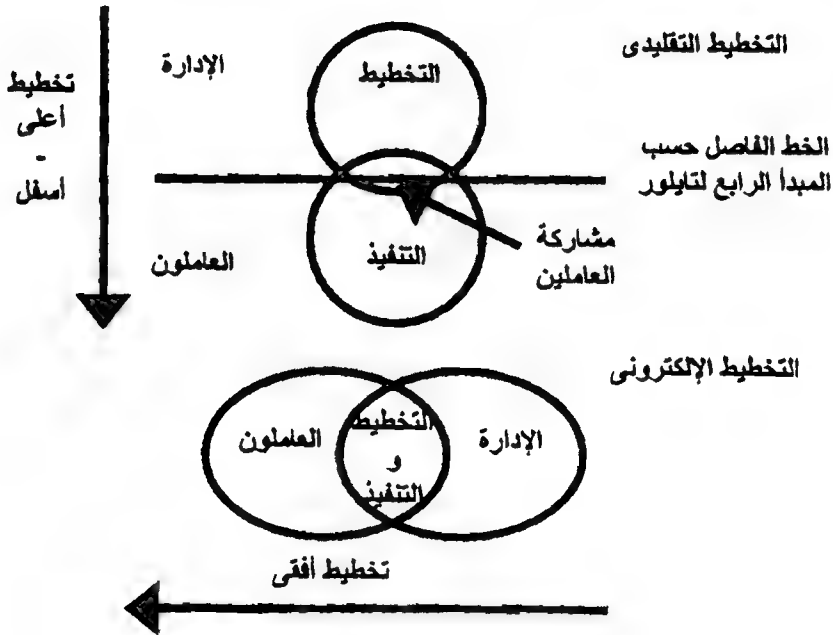 التخطيط التقليدى
الإدارة
التخطيط
تخطيط
أعلى
-
أسفل
الخط الفاصل حسب
المبدأ الرابع لتايلور
مشاركة
العاملين
التنفيذ
العاملون
التخطيط الإلكترونى
الإدارة
التخطيط
و
التنفيذ
العاملون
تخطيط أفقى